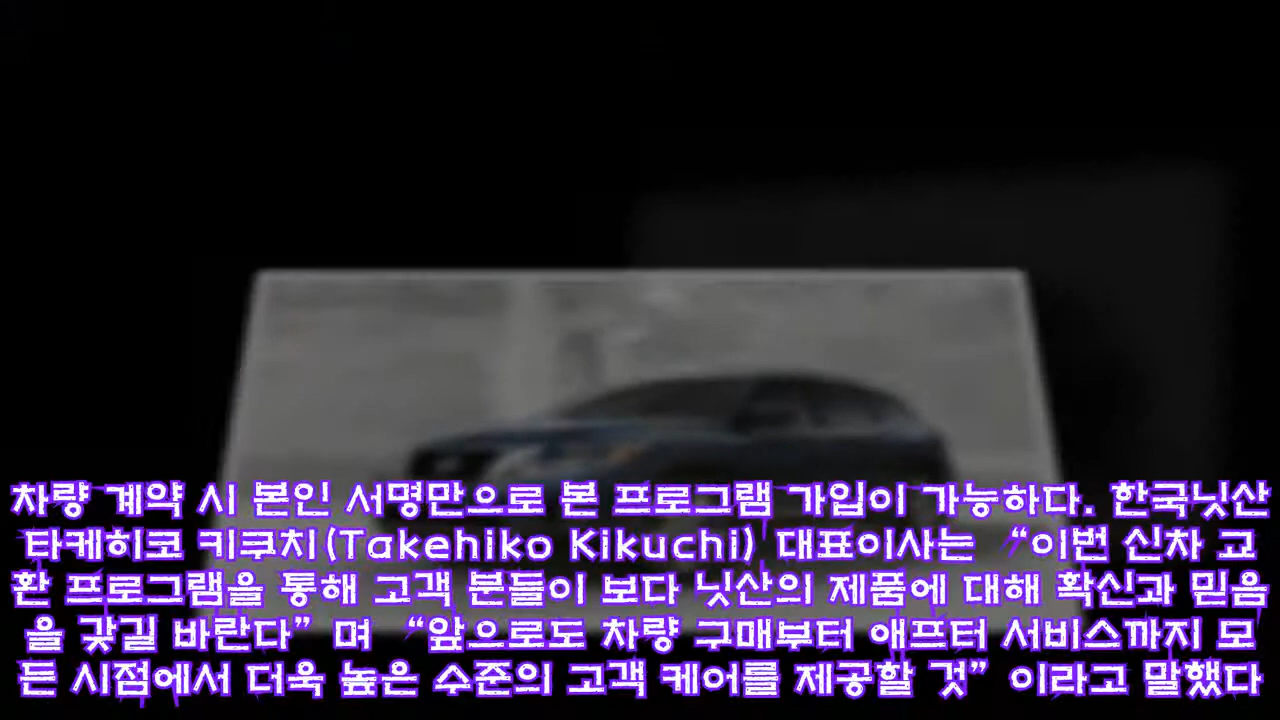 차량 계약 시 본인 서명만으로 본 프로그램 가입이 가능하다. 한국닛산
타케히코 키쿠치(Takehiko Kikuchi) 대표이사는 “이번 신차 교
환 프로그램을 통해 고객 분들이 보다 닛산의 제품에 대해 확신과 믿음
을 갖길 바란다” 며 “앞으로도 차량 구매부터 애프터 서비스까지 모
든 시점에서 더욱 높은 수준의 고객 케어를 제공할 것” 이라고 말했다